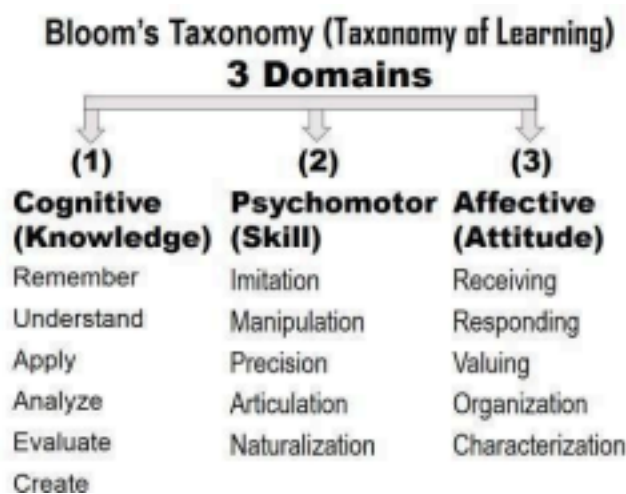 Bloom's Taxonomy (Taxonomy of Learning)
3 Domains
(1)
Cognitive
(Knowledge)
Remember
Understand
Apply
Analyze
Evaluate
Create
(2)
Psychomotor
(Skill)
Imitation
Manipulation
Precision
Articulation
Naturalization
(3)
Affective
(Attitude)
Receiving
Responding
Valuing
Organization
Characterization